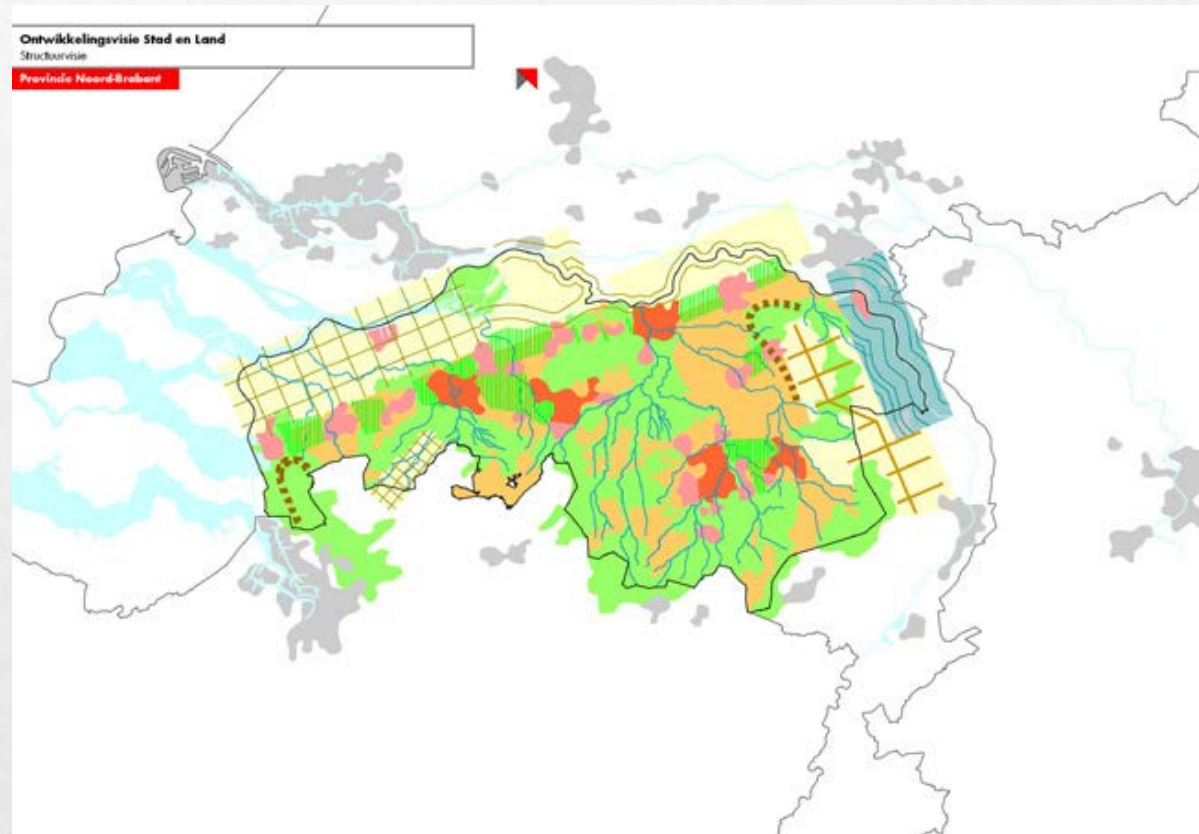 Ontwikkelingsvisie Stad en Land
Structuurvisie
Provincie Noord-Brabant